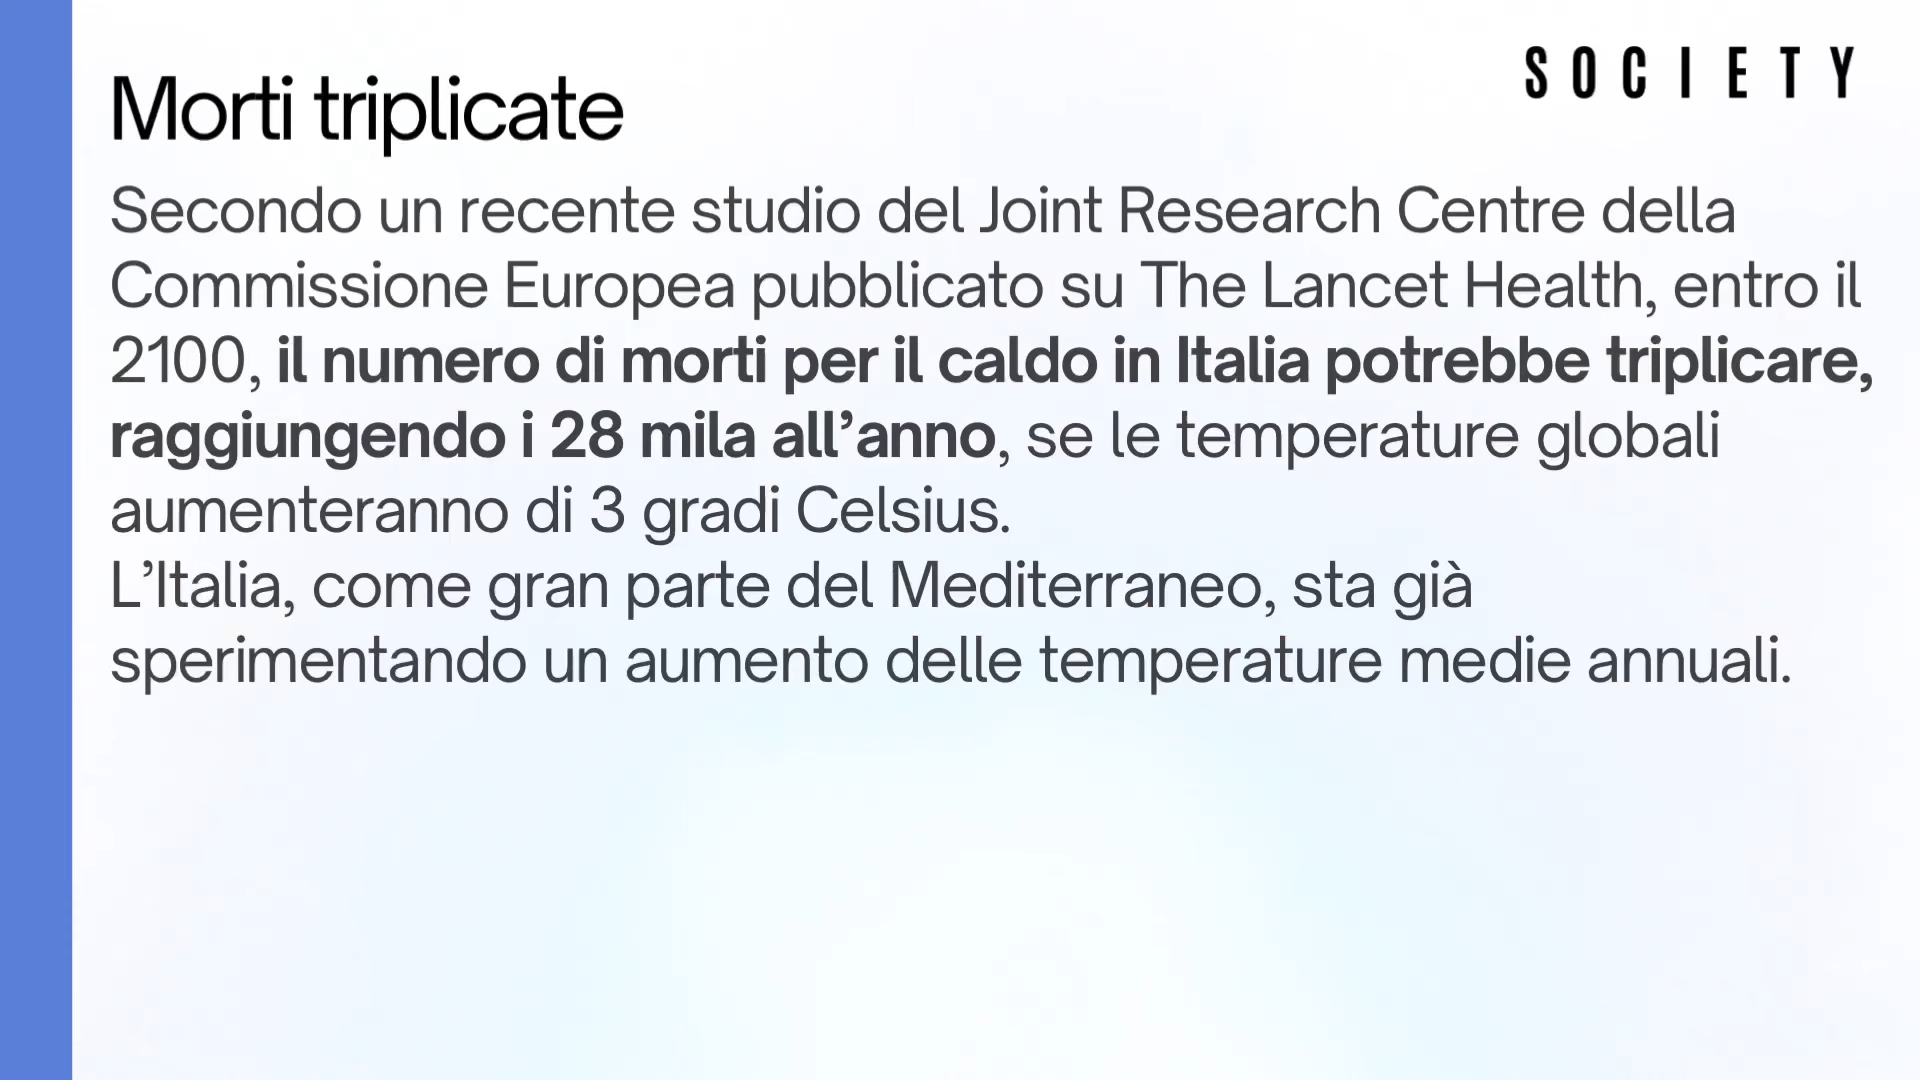 SOCIETY
Morti triplicate
Secondo un recente studio del Joint Research Centre della
Commissione Europea pubblicato su The Lancet Health, entro il
2100, il numero di morti per il caldo in Italia potrebbe triplicare,
raggiungendo i 28 mila all’anno, se le temperature globali
aumenteranno di 3 gradi Celsius.
L’Italia, come gran parte del Mediterraneo, sta già
sperimentando un aumento delle temperature medie annuali.